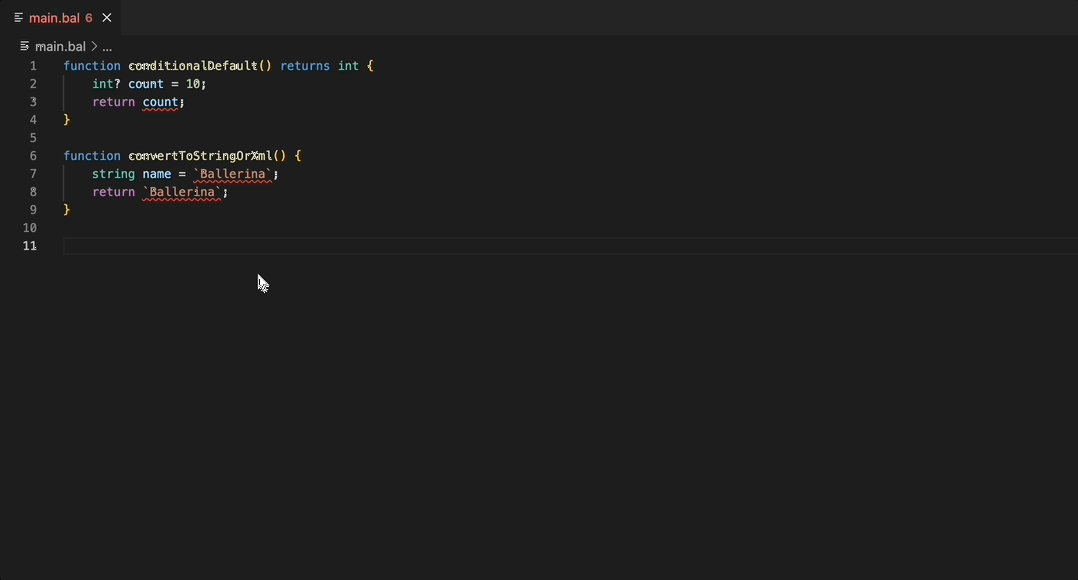 main.bal 6
main.bal > ...
1 function conditionalDefault() returns int {
2 int? count = 10;
3 return count;
4 }
5
6 function convertToStringOrXml() {
7 string name = `Ballerina`;
8 return `Ballerina`;
9 }
10
11